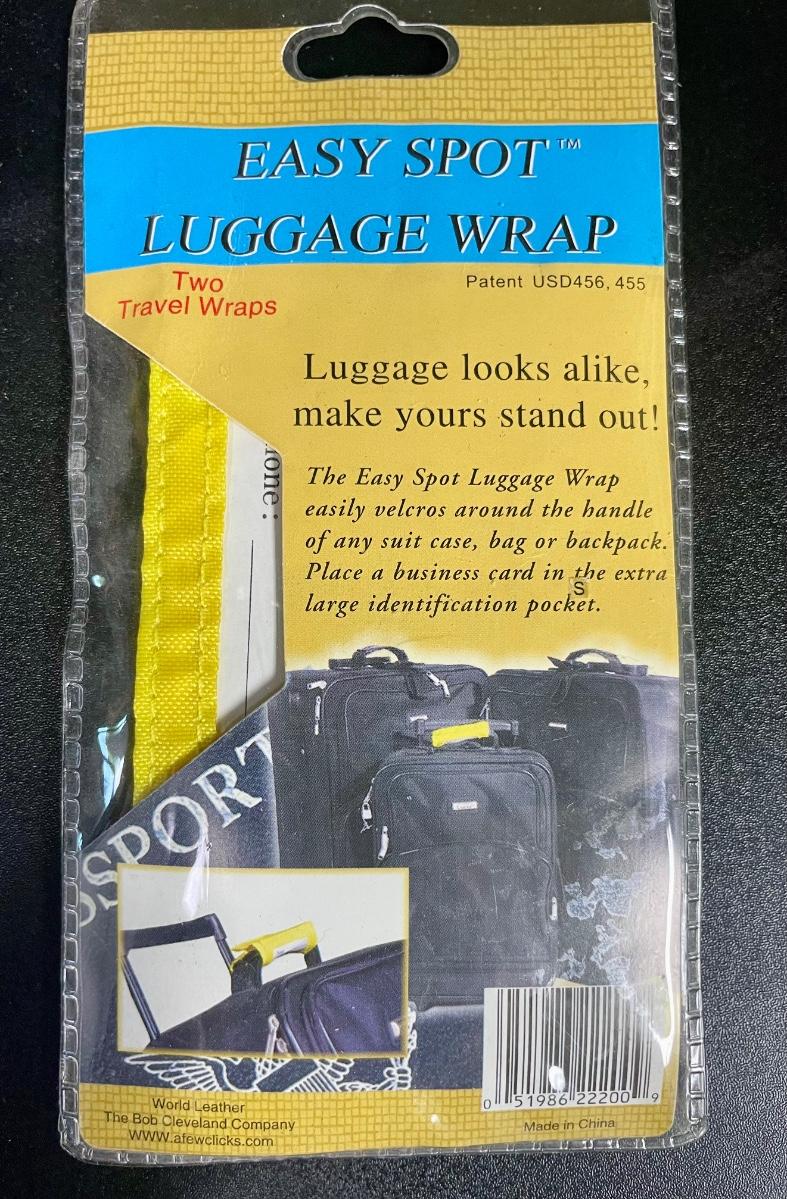 EASY SPOT™
LUGGAGE WRAP
Two
Travel Wraps
Patent USD456, 455
Luggage looks alike,
make yours stand out!
The Easy Spot Luggage Wrap
easily velcros around the handle
of any suit case, bag or backpack.
Place a business card in the extra
S
large identification pocket.
one:
SPORT
0 51986 22200 9
World Leather
The Bob Cleveland Company
WWW.afewclicks.com
Made in China